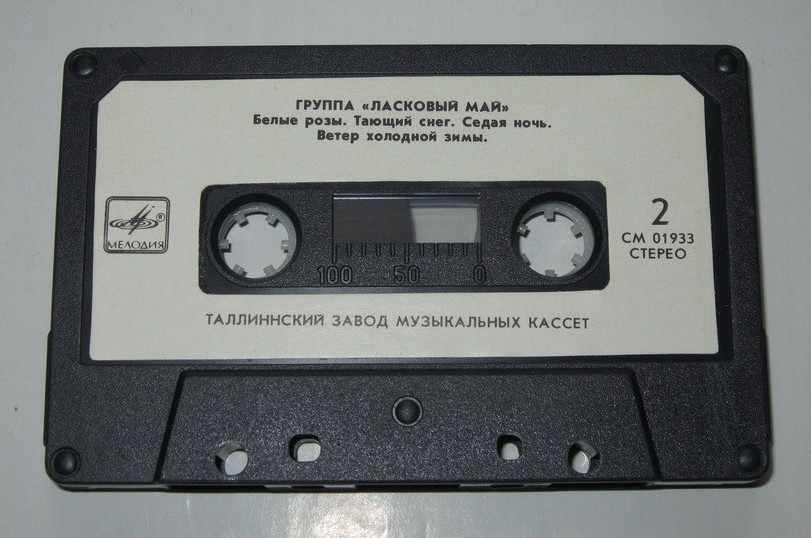 ГРУППА «ЛАСКОВЫЙ МАЙ»
Белые розы. Тающий снег. Седая ночь.
Ветер холодной зимы.
® МЕЛОДИЯ
2
СМ 01933
СТЕРЕО
100 50 0
ТАЛЛИННСКИЙ ЗАВОД МУЗЫКАЛЬНЫХ КАССЕТ